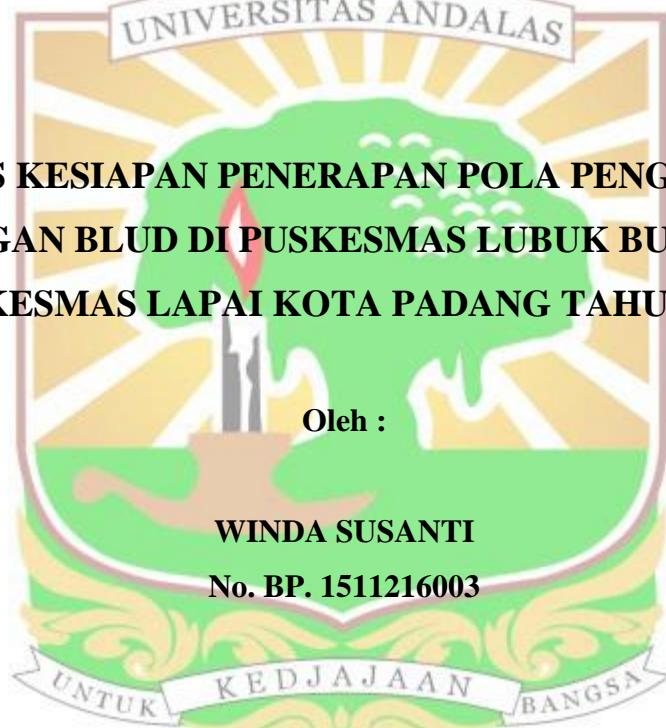 UNIVERSITAS ANDALAS
S KESIAPAN PENERAPAN POLA PENG
GAN BLUD DI PUSKESMAS LUBUK BU
KESMAS LAPAI KOTA PADANG TAHU
Oleh :
WINDA SUSANTI
No. BP. 1511216003
UNTUK KEDJAJAAN BANGSA